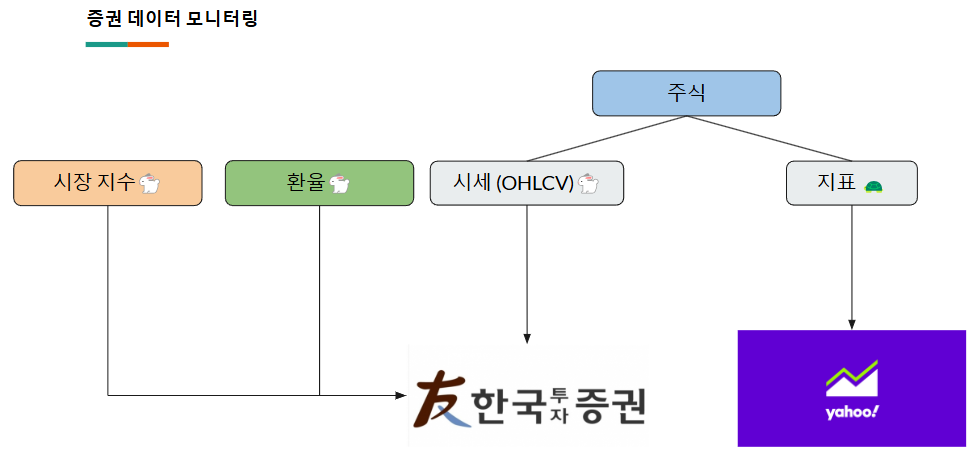 증권 데이터 모니터링
주식
시장 지수
환율
시세 (OHLCV)
지표
友한국투자증권
yahoo!